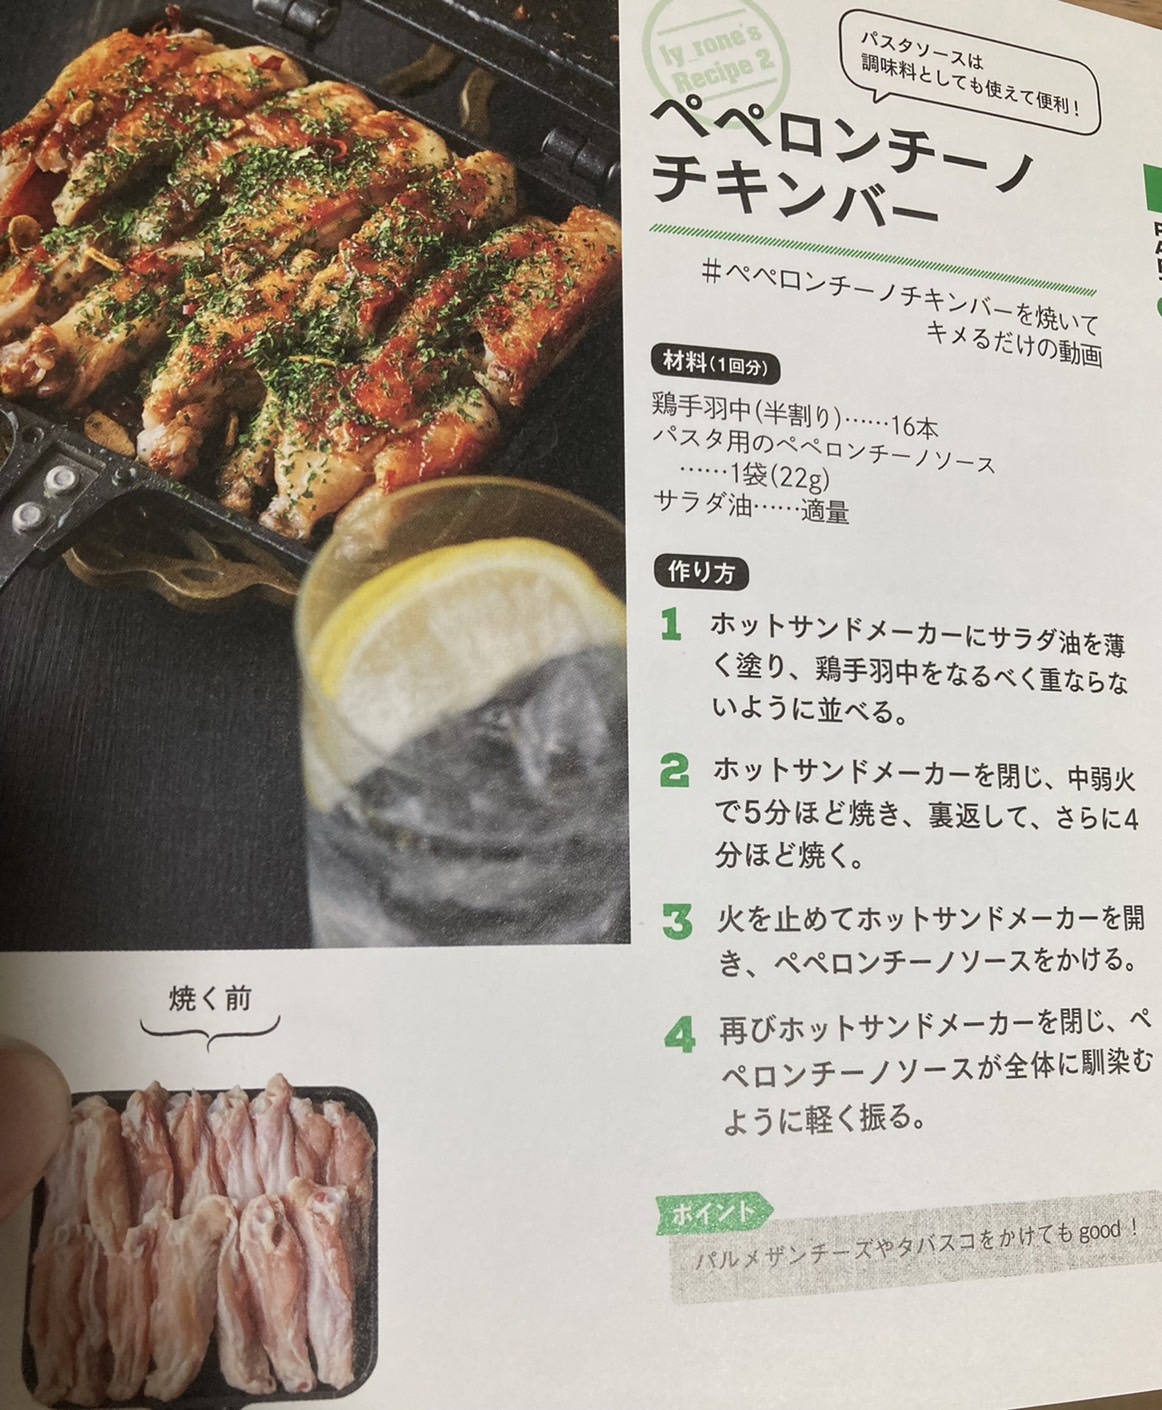 ly_rone's
Recipe 2
パスタソースは
調味料としても使えて便利！
ペペロンチーノ
チキンバー
＃ペペロンチーノチキンバーを焼いて
キメるだけの動画
材料（1回分）
鶏手羽中（半割り）……16本
パスタ用のペペロンチーノソース
……1袋（22g）
サラダ油……適量
作り方
1 ホットサンドメーカーにサラダ油を薄
く塗り、鶏手羽中をなるべく重ならな
いように並べる。
2 ホットサンドメーカーを閉じ、中弱火
で5分ほど焼き、裏返して、さらに4
分ほど焼く。
3 火を止めてホットサンドメーカーを開
き、ペペロンチーノソースをかける。
4 再びホットサンドメーカーを閉じ、ペ
ペロンチーノソースが全体に馴染む
ように軽く振る。
ポイント
パルメザンチーズやタバスコをかけてもgood！
焼く前